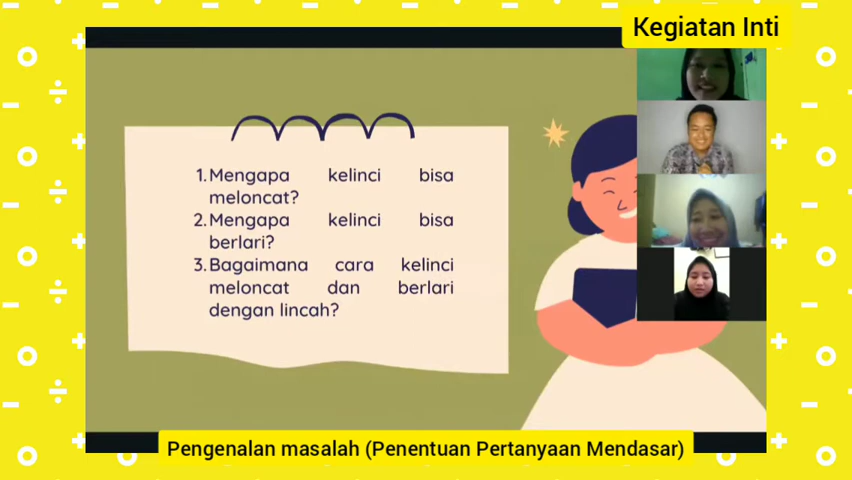 Kegiatan Inti
1. Mengapa kelinci bisa
meloncat?
2. Mengapa kelinci bisa
berlari?
3. Bagaimana cara kelinci
meloncat dan berlari
dengan lincah?
Pengenalan masalah (Penentuan Pertanyaan Mendasar)